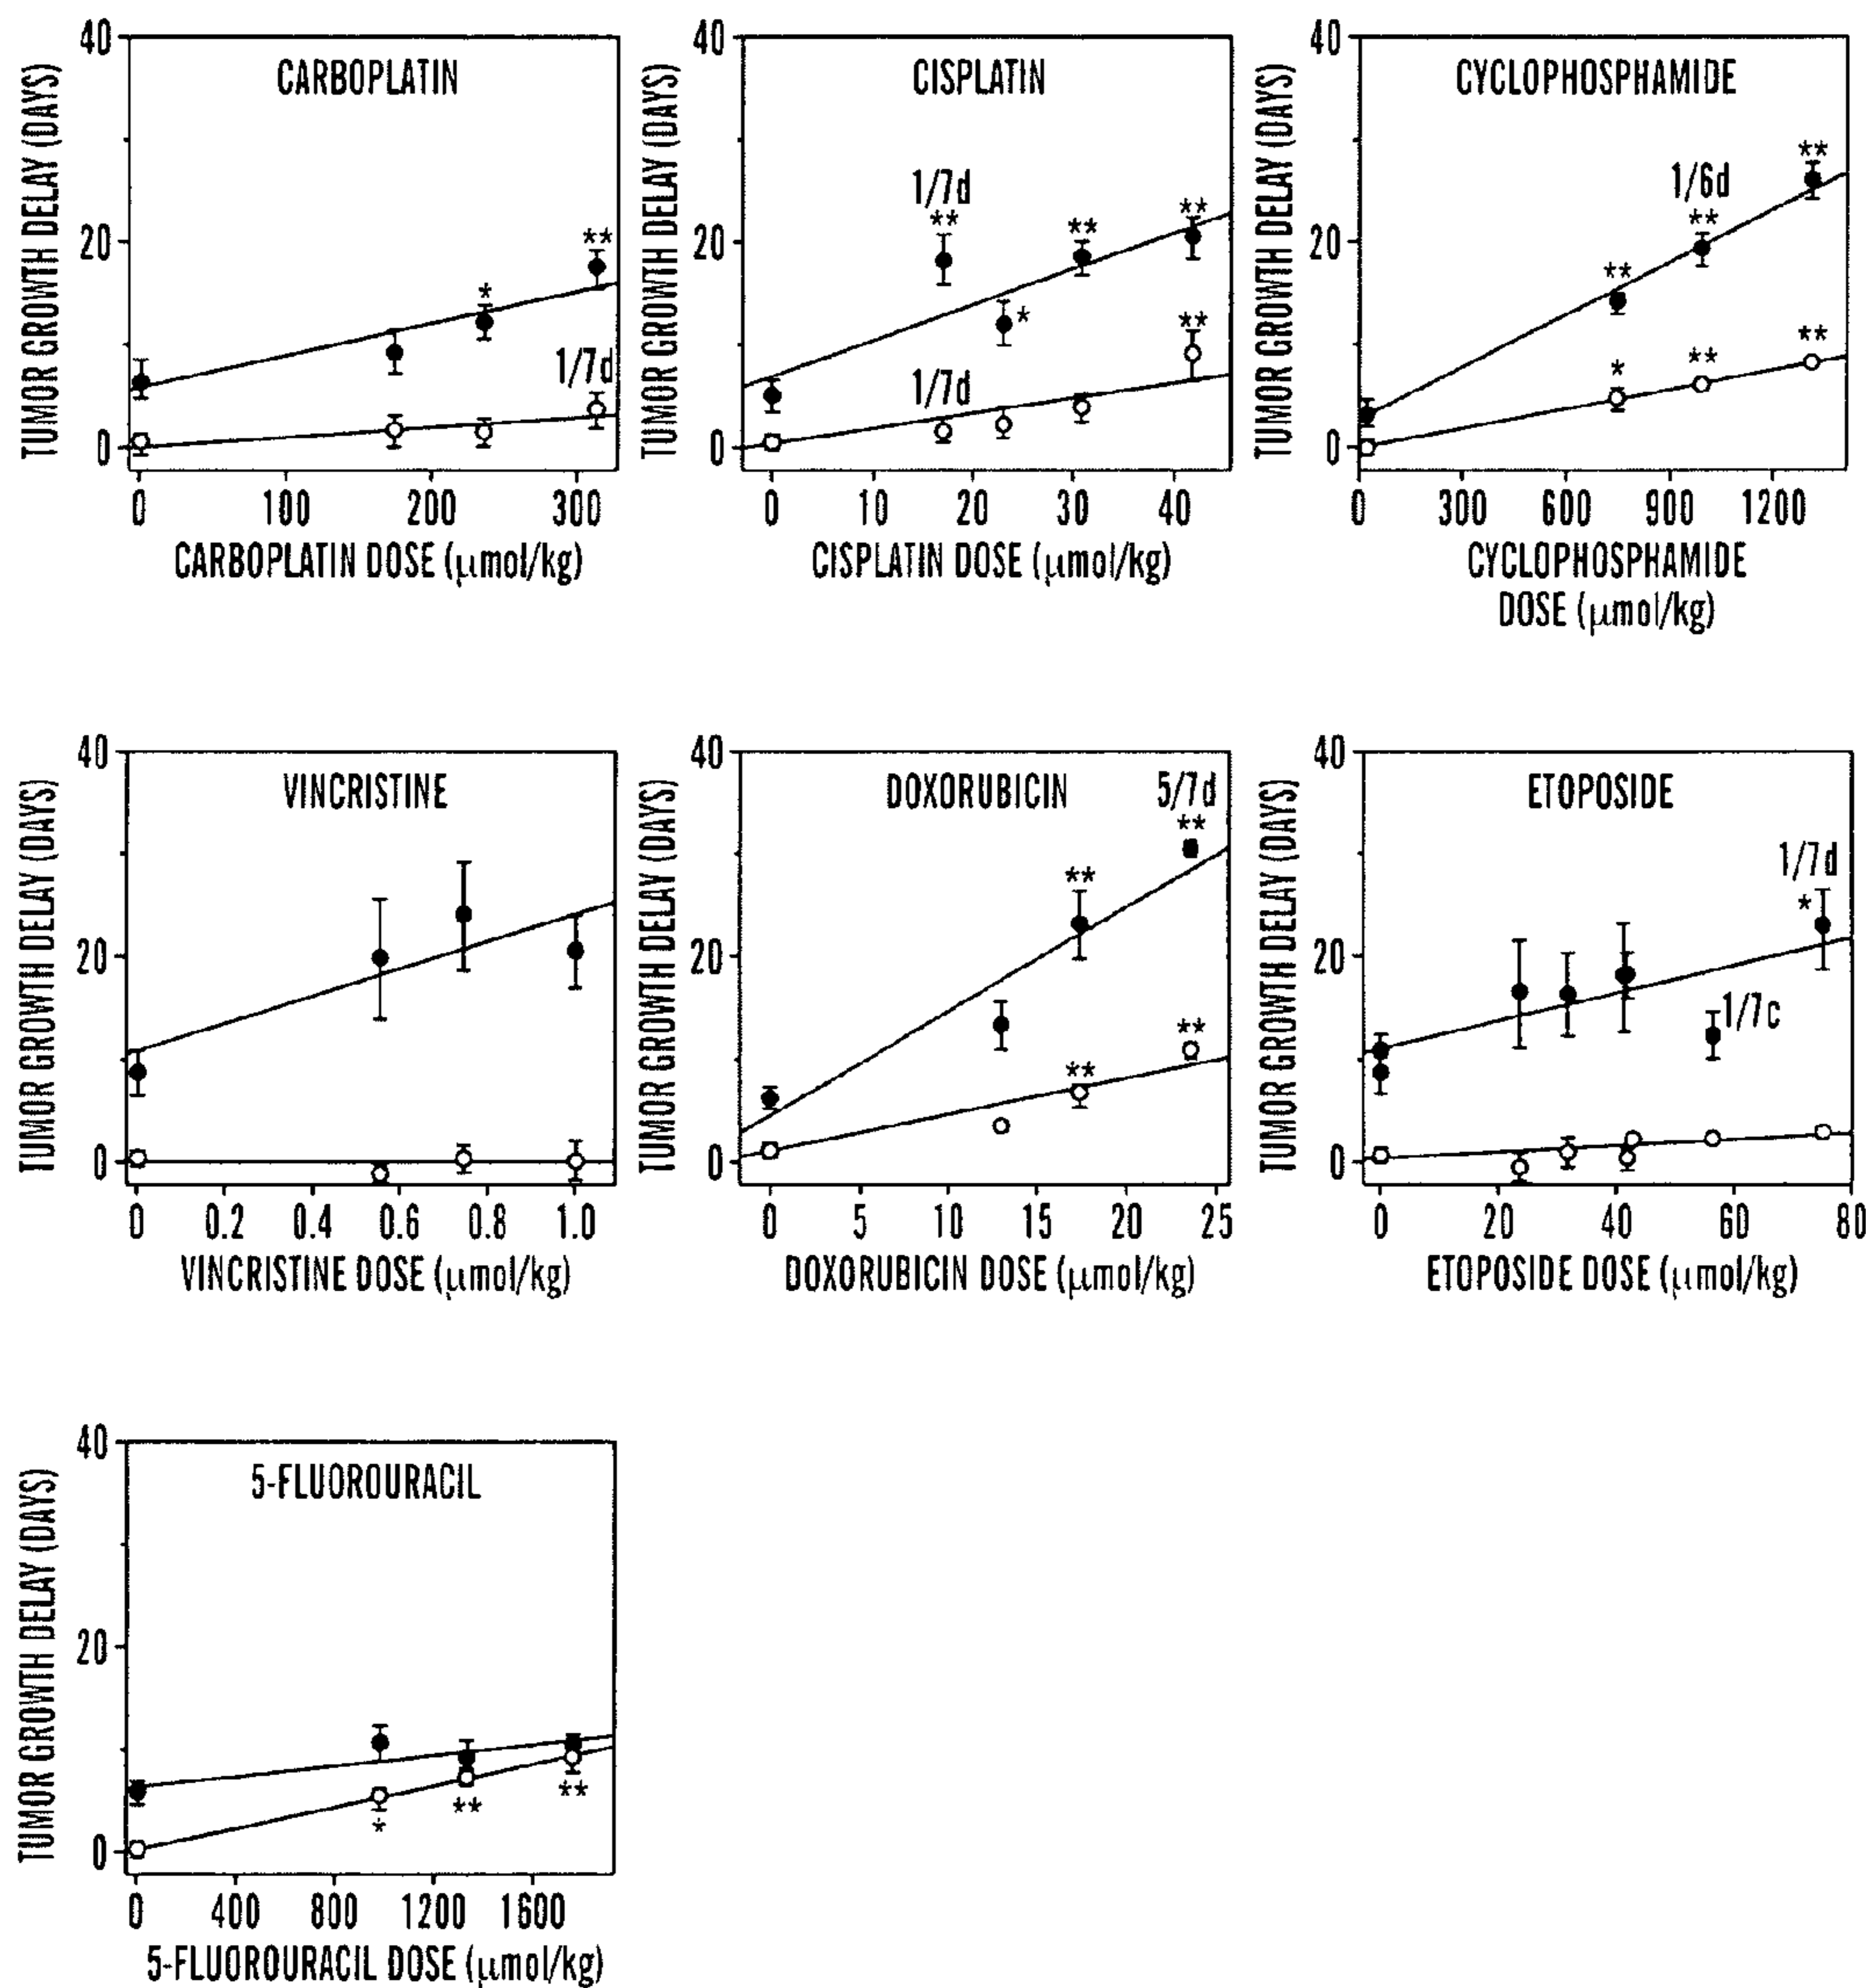 TUMOR GROWTH DELAY (DAYS)
40
20
0
CARBOPLATIN
*
**
1/7d
0 100 200 300
CARBOPLATIN DOSE (μmol/kg)
TUMOR GROWTH DELAY (DAYS)
40
20
0
CISPLATIN
1/7d
**
*
**
**
1/7d
**
0 10 20 30 40
CISPLATIN DOSE (μmol/kg)
TUMOR GROWTH DELAY (DAYS)
40
20
0
CYCLOPHOSPHAMIDE
**
1/6d
**
**
*
**
**
0 300 600 900 1200
CYCLOPHOSPHAMIDE
DOSE (μmol/kg)
TUMOR GROWTH DELAY (DAYS)
40
20
0
VINCRISTINE
0 0.2 0.4 0.6 0.8 1.0
VINCRISTINE DOSE (μmol/kg)
TUMOR GROWTH DELAY (DAYS)
40
20
0
DOXORUBICIN
5/7d
**
**
**
**
0 5 10 15 20 25
DOXORUBICIN DOSE (μmol/kg)
TUMOR GROWTH DELAY (DAYS)
40
20
0
ETOPOSIDE
1/7d
*
1/7c
0 20 40 60 80
ETOPOSIDE DOSE (μmol/kg)
TUMOR GROWTH DELAY (DAYS)
40
20
0
5-FLUOROURACIL
*
**
**
0 400 800 1200 1600
5-FLUOROURACIL DOSE (μmol/kg)